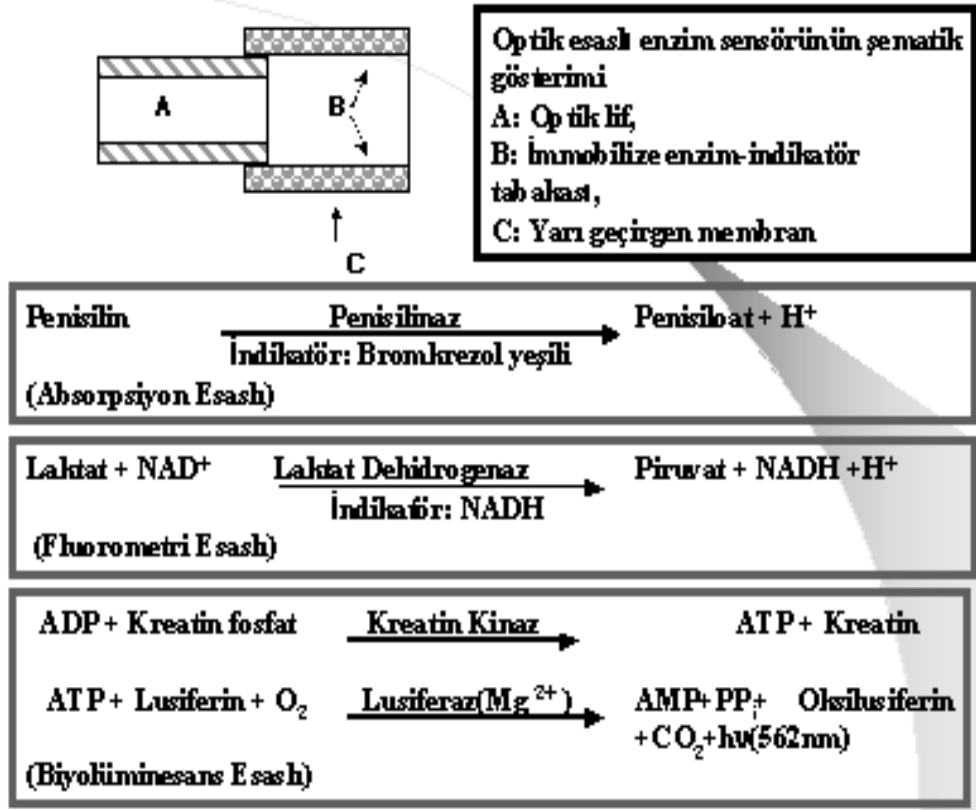 A
B
C
Optik esaslı enzim sensörünün şematik
gösterimi
A: Optik lif,
B: İmmobilize enzim-indikatör
tabakası,
C: Yarı geçirgen membran
Penisilin Penisilinaz Penisiloat + H⁺
İndikatör: Bromkrezol yeşili
(Absorpsiyon Esaslı)
Laktat + NAD⁺ Laktat Dehidrogenaz Piruvat + NADH +H⁺
İndikatör: NADH
(Fluorometri Esaslı)
ADP + Kreatin fosfat Kreatin Kinaz ATP + Kreatin
ATP + Lusiferin + O₂ Lusiferaz(Mg ²⁺) AMP+PPᵢ+ Oksilusiferin
+CO₂+hν(562nm)
(Biyolüminesans Esaslı)